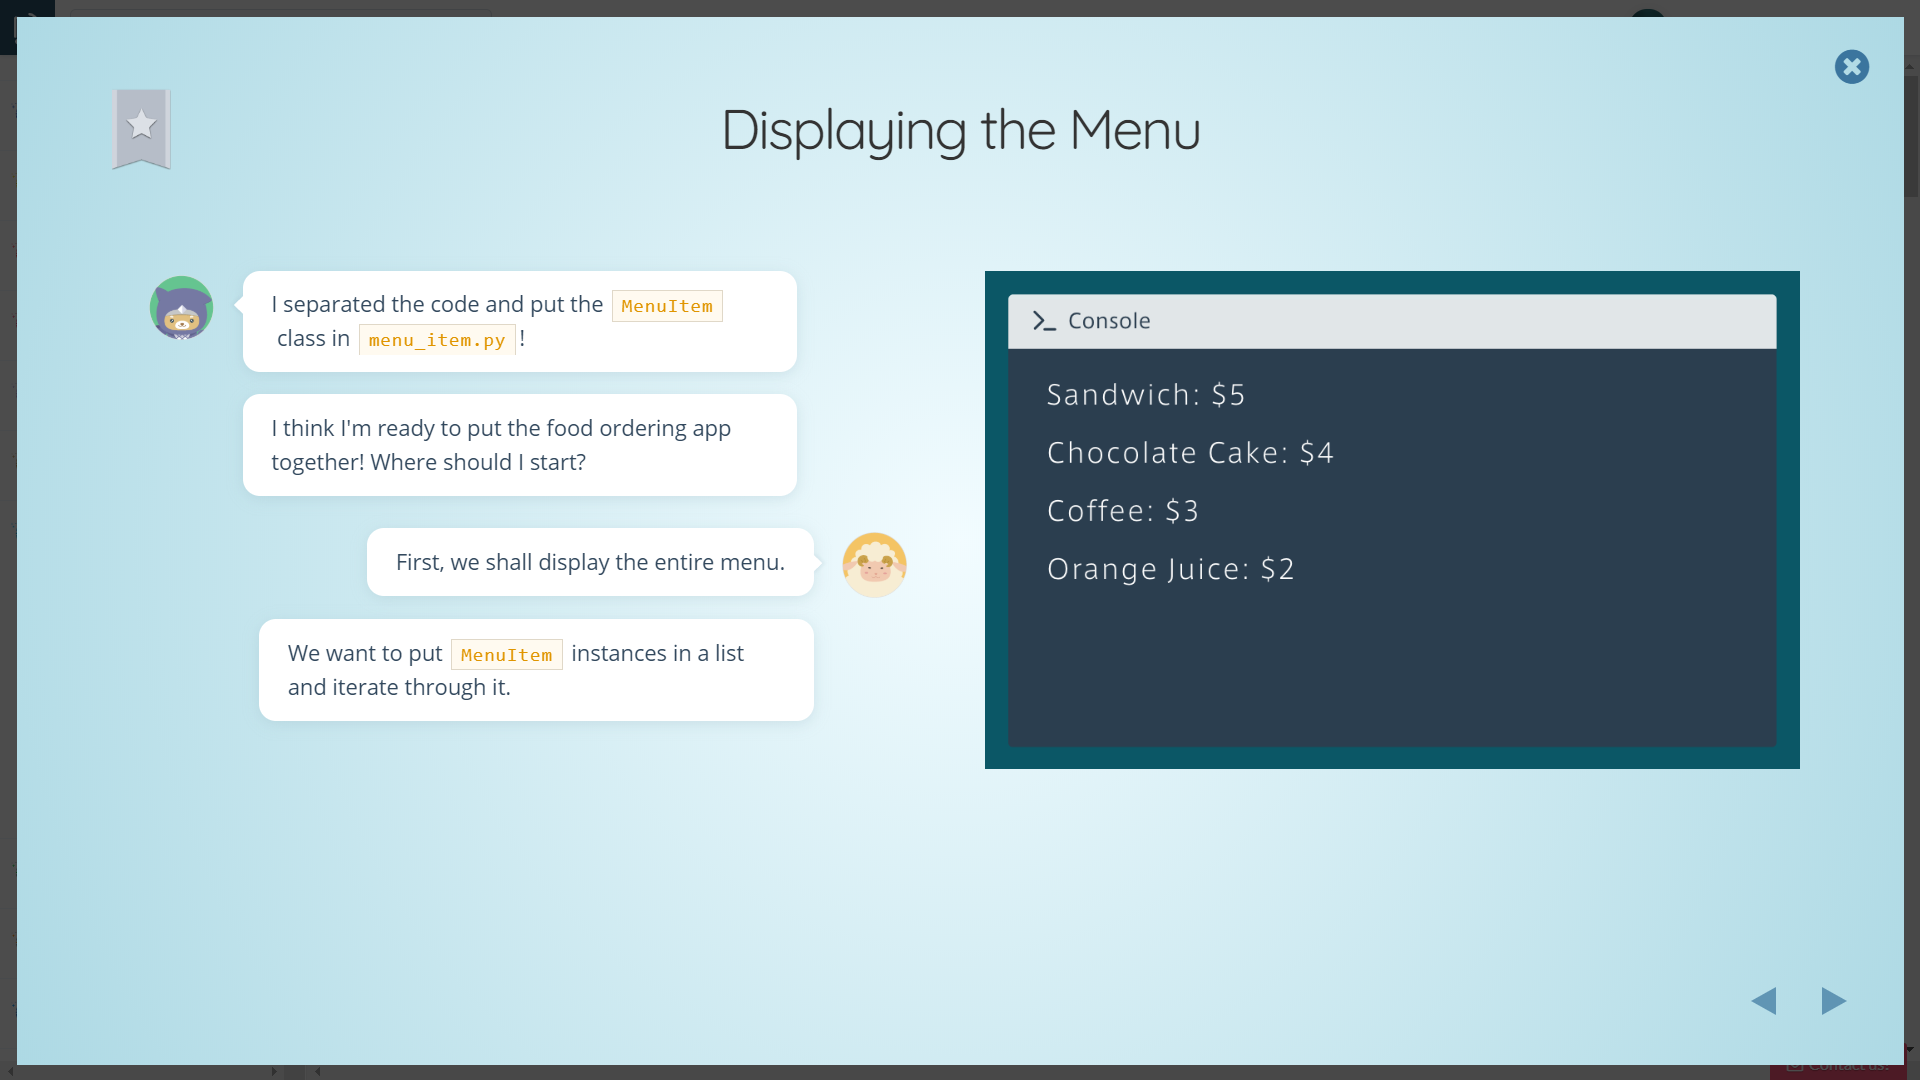 Displaying the Menu
I separated the code and put the MenuItem
class in menu_item.py !
I think I'm ready to put the food ordering app
together! Where should I start?
First, we shall display the entire menu.
We want to put MenuItem instances in a list
and iterate through it.
Console
Sandwich: $5
Chocolate Cake: $4
Coffee: $3
Orange Juice: $2
Contact us!